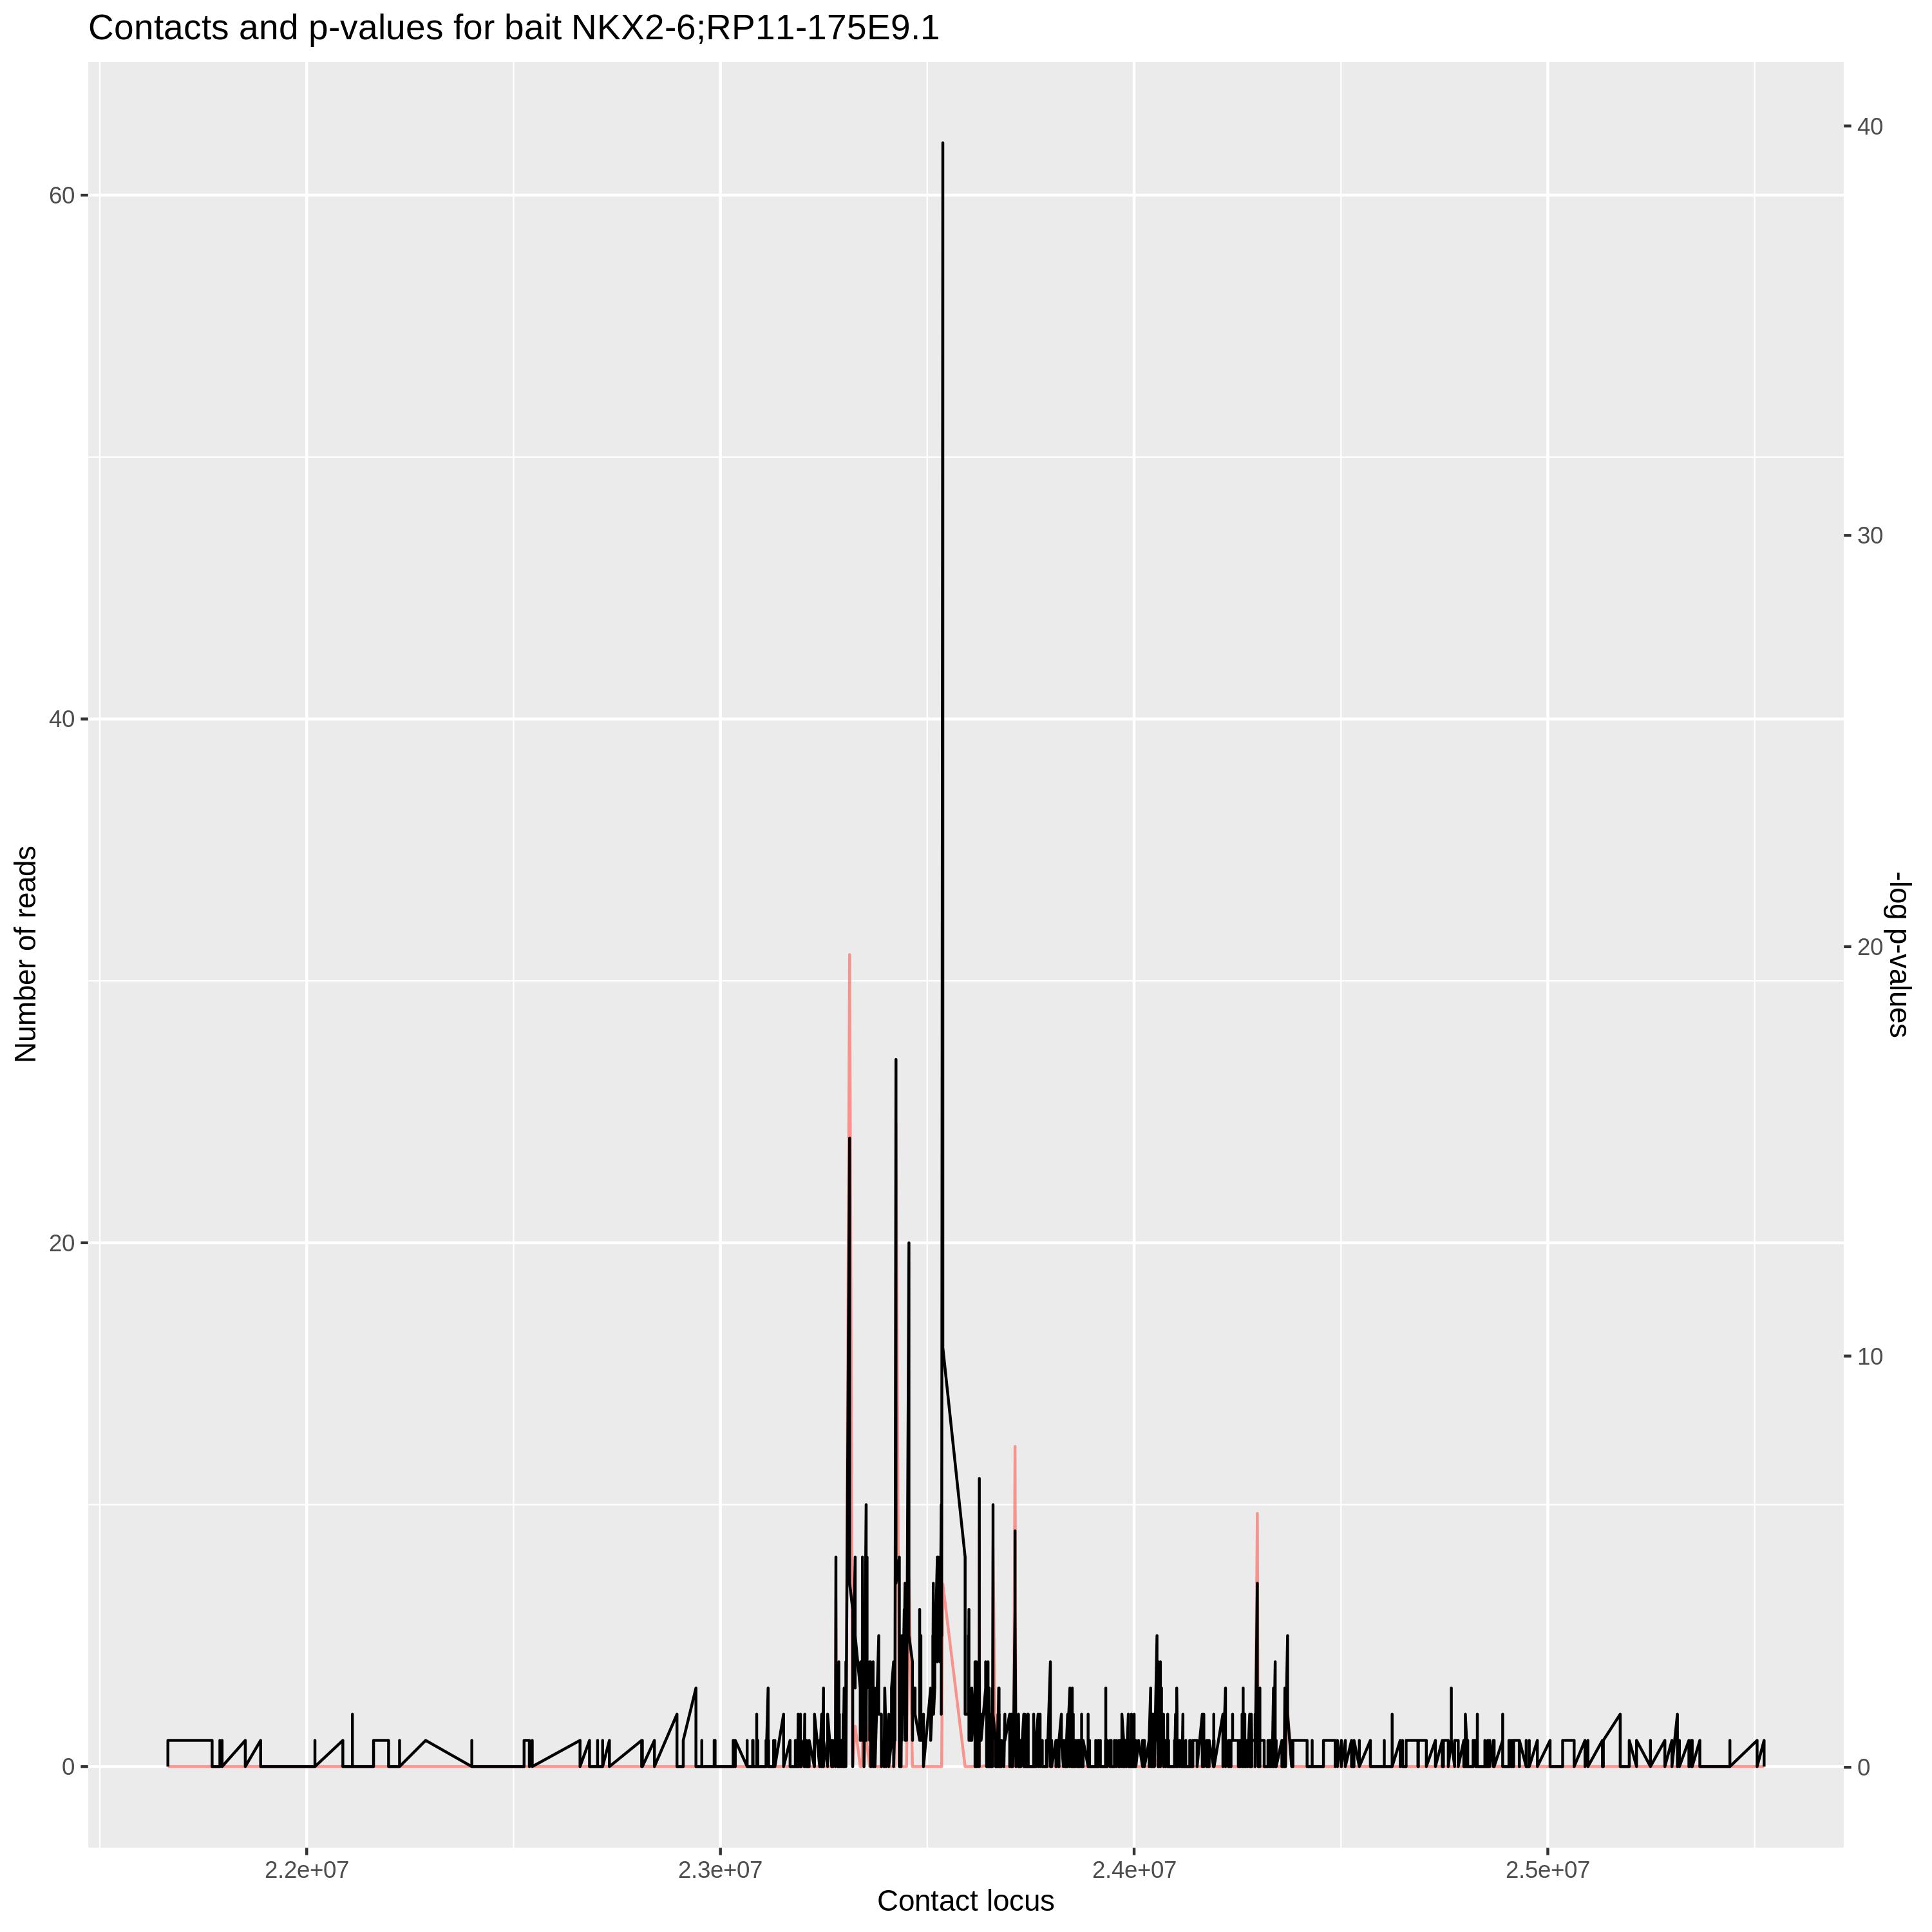 Contacts and p-values for bait NKX2-6;RP11-175E9.1
Number of reads
60
40
20
0
40
30
20
10
0
-log p-values
2.2e+07
2.3e+07
2.4e+07
2.5e+07
Contact locus